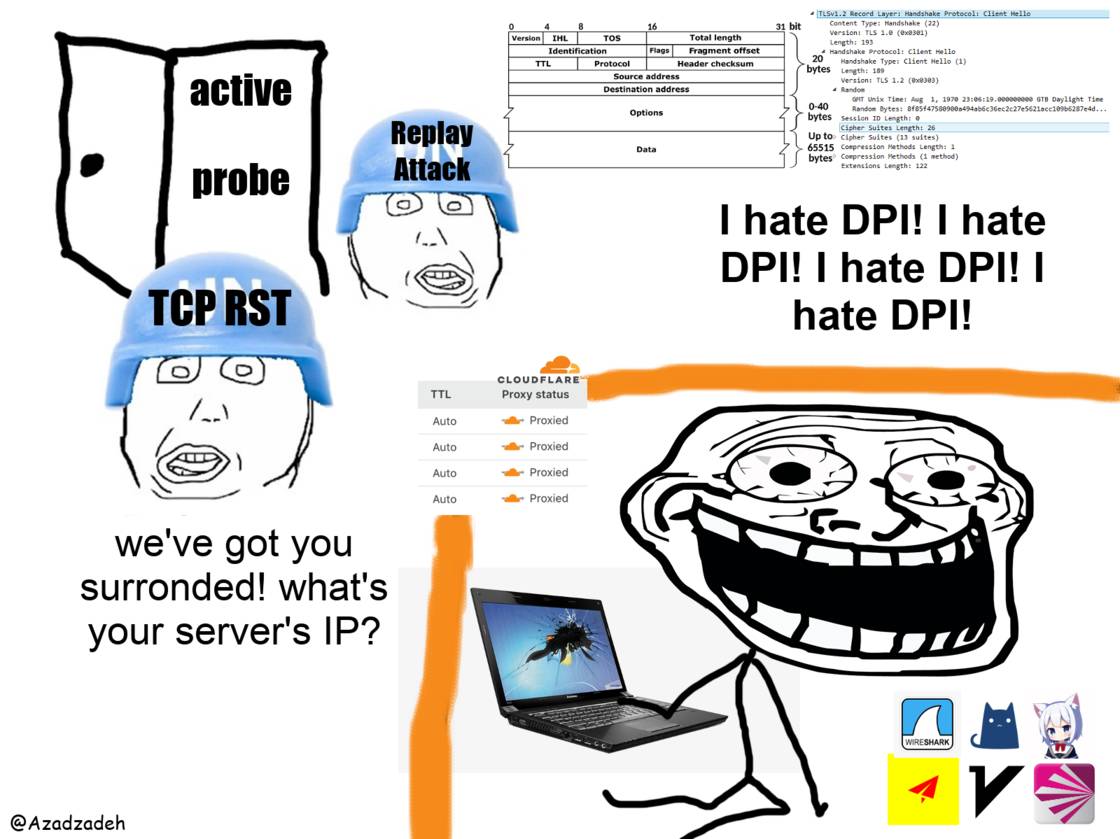 0 4 8 16 31 bit
Version IHL TOS Total length
Identification Flags Fragment offset
TTL Protocol Header checksum
Source address
Destination address
Options
Data
20
bytes
0-40
bytes
Up to
65515
bytes
TLSv1.2 Record Layer: Handshake Protocol: Client Hello
Content Type: Handshake (22)
Version: TLS 1.0 (0x0301)
Length: 193
Handshake Protocol: Client Hello
Handshake Type: Client Hello (1)
Length: 189
Version: TLS 1.2 (0x0303)
Random
GMT Unix Time: Aug 1, 1970 23:06:19.000000000 GTB Daylight Time
Random Bytes: 8f85f47580900a494ab6c36ec2c27e5621acc109b6287e4d...
Session ID Length: 0
Cipher Suites Length: 26
Cipher Suites (13 suites)
Compression Methods Length: 1
Compression Methods (1 method)
Extensions Length: 122
active
probe
Replay
Attack
UN
TCP RST
I hate DPI! I hate
DPI! I hate DPI! I
hate DPI!
CLOUDFLARE
TTL Proxy status
Auto Proxied
Auto Proxied
Auto Proxied
Auto Proxied
we've got you
surronded! what's
your server's IP?
WIRESHARK
@Azadzadeh